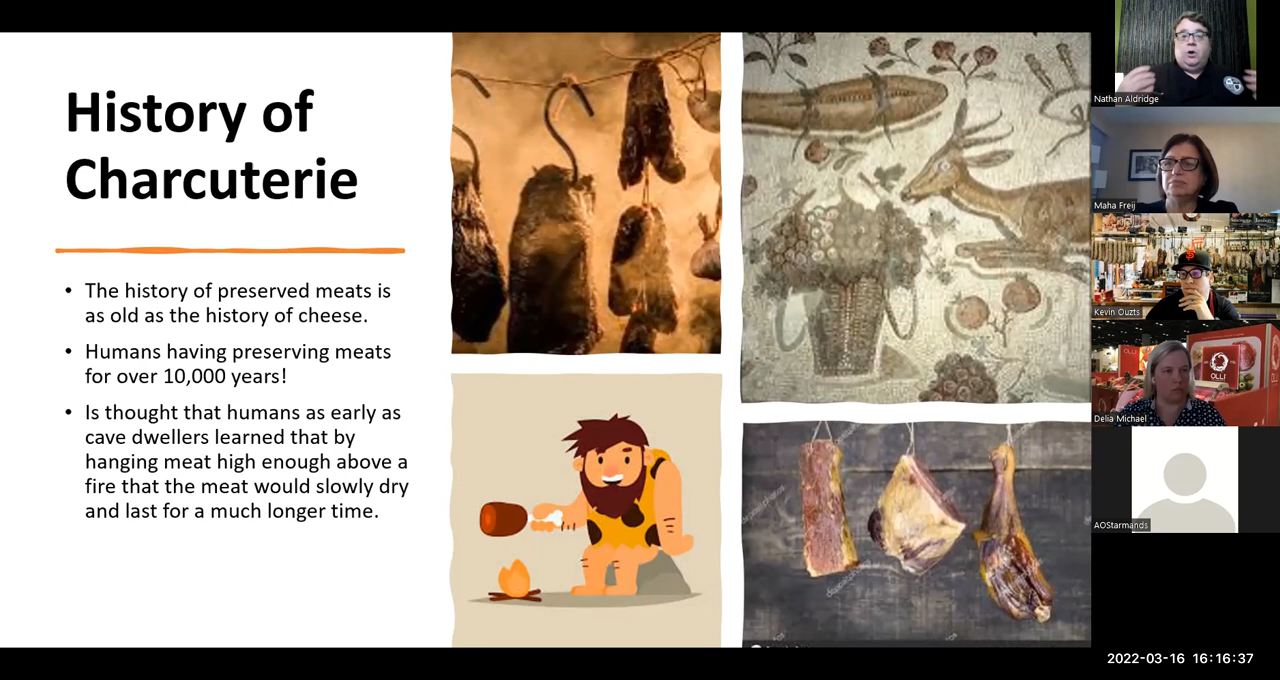 History of
Charcuterie
• The history of preserved meats is
as old as the history of cheese.
• Humans having preserving meats
for over 10,000 years!
• Is thought that humans as early as
cave dwellers learned that by
hanging meat high enough above a
fire that the meat would slowly dry
and last for a much longer time.
Nathan Aldridge
Maha Freij
Kevin Ouzts
OLLI
Delia Michael
AOStarmands
2022-03-16 16:16:37